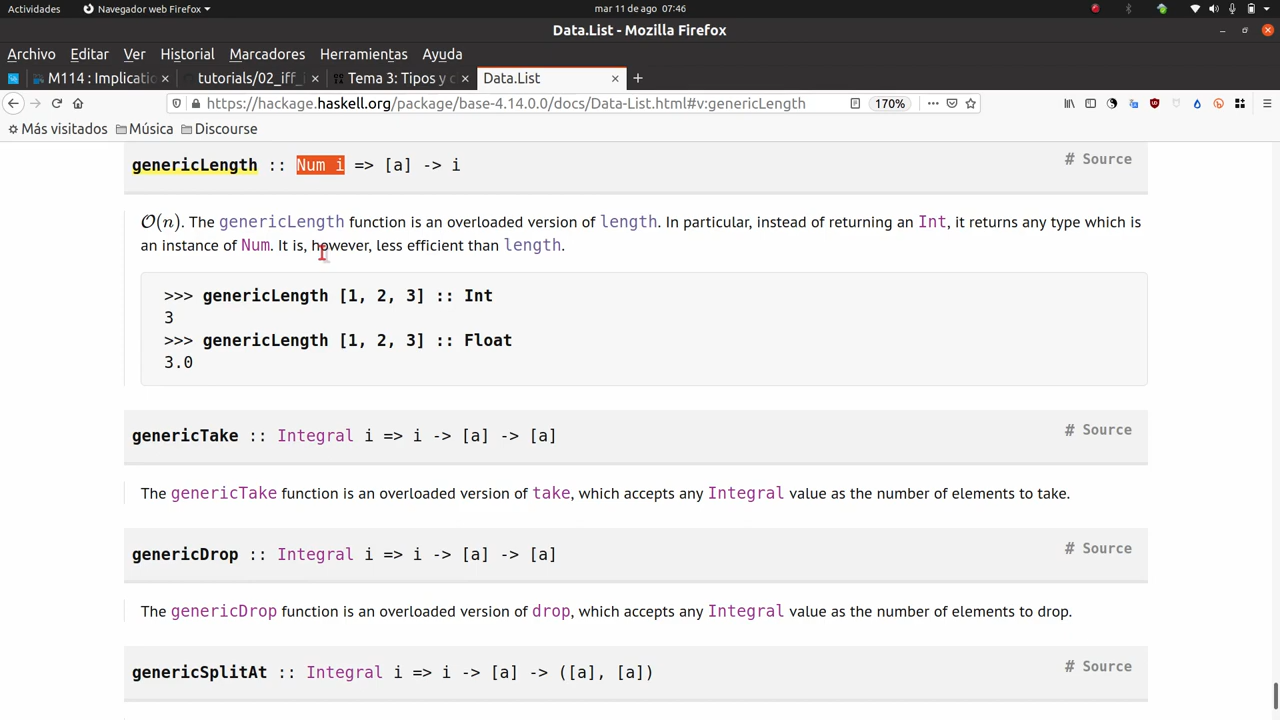 Actividades Navegador web Firefox mar 11 de ago 07:46
Data.List - Mozilla Firefox
Archivo Editar Ver Historial Marcadores Herramientas Ayuda
M114 : Implicatio tutorials/02_iff_ Tema 3: Tipos y c Data.List
https://hackage.haskell.org/package/base-4.14.0.0/docs/Data-List.html#v:genericLength 170%
Más visitados Música Discourse
genericLength :: Num i => [a] -> i # Source
O(n). The genericLength function is an overloaded version of length. In particular, instead of returning an Int, it returns any type which is
an instance of Num. It is, however, less efficient than length.
>>> genericLength [1, 2, 3] :: Int
3
>>> genericLength [1, 2, 3] :: Float
3.0
genericTake :: Integral i => i -> [a] -> [a] # Source
The genericTake function is an overloaded version of take, which accepts any Integral value as the number of elements to take.
genericDrop :: Integral i => i -> [a] -> [a] # Source
The genericDrop function is an overloaded version of drop, which accepts any Integral value as the number of elements to drop.
genericSplitAt :: Integral i => i -> [a] -> ([a], [a]) # Source